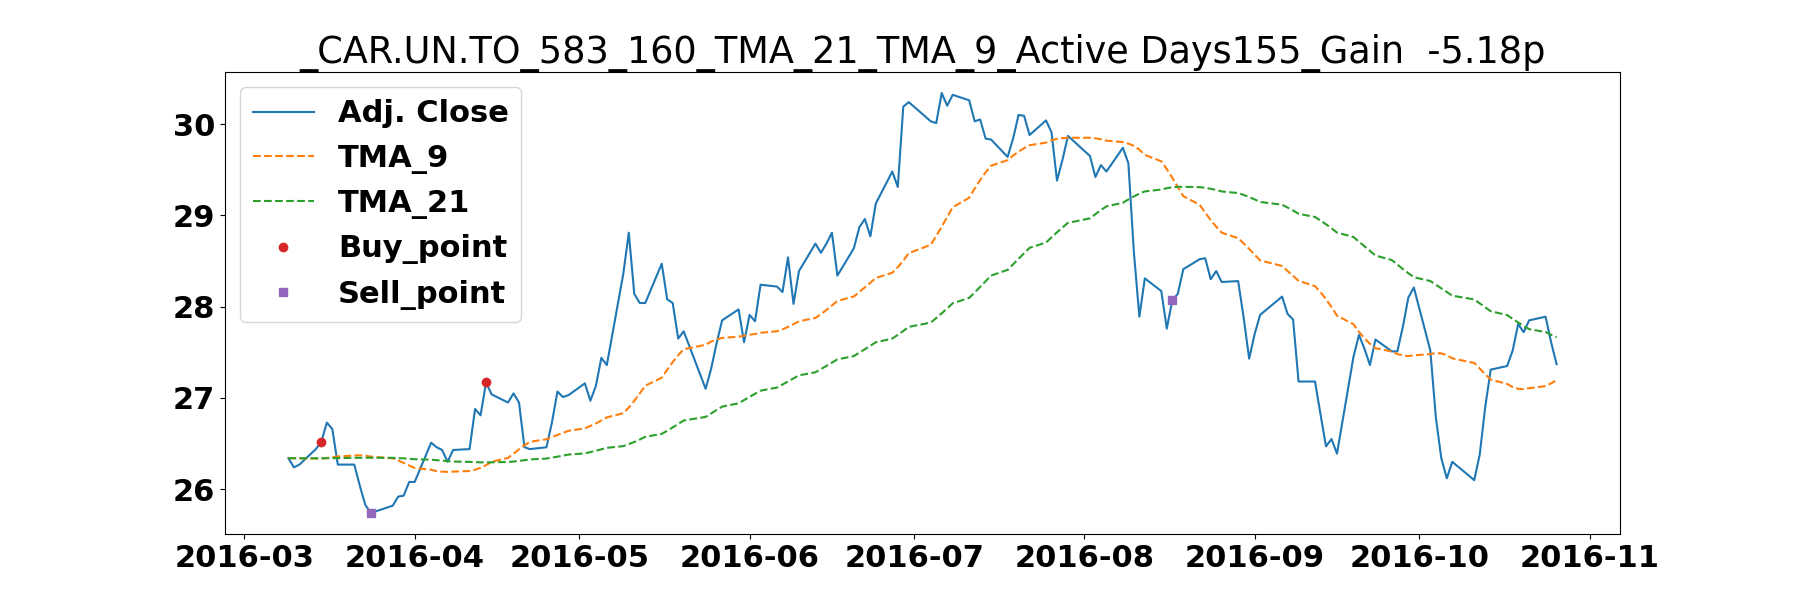 _CAR.UN.TO_583_160_TMA_21_TMA_9_Active Days155_Gain  -5.18p
Adj. Close
TMA_9
TMA_21
Buy_point
Sell_point
30
29
28
27
26
2016-03 2016-04 2016-05 2016-06 2016-07 2016-08 2016-09 2016-10 2016-11